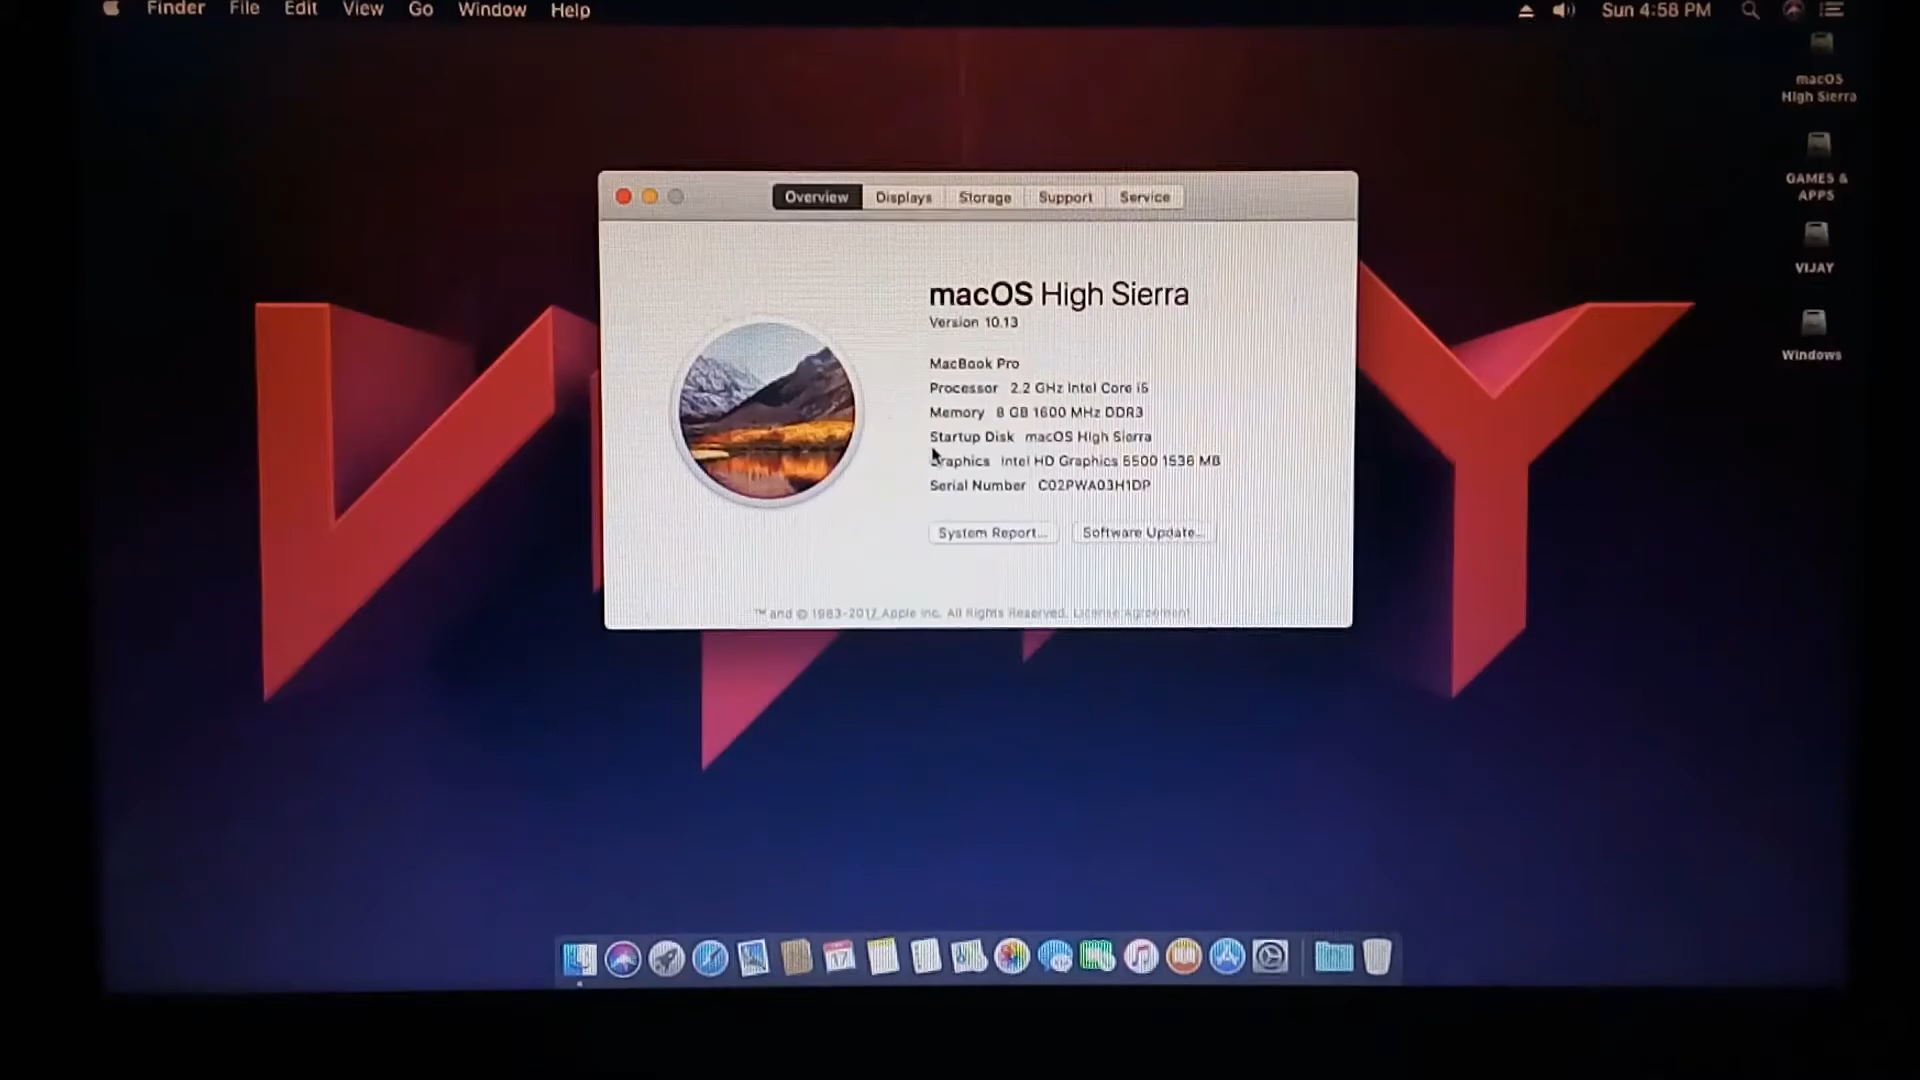 Finder File Edit View Go Window Help
Sun 4:58 PM
macOS
High Sierra
GAMES &
APPS
VIJAY
Windows
Overview Displays Storage Support Service
macOS High Sierra
Version 10.13
MacBook Pro
Processor 2.2 GHz Intel Core i5
Memory 8 GB 1600 MHz DDR3
Startup Disk macOS High Sierra
Graphics Intel HD Graphics 5500 1536 MB
Serial Number C02PWA03H1DP
System Report... Software Update...
™ and © 1983-2017 Apple Inc. All Rights Reserved. License Agreement
17